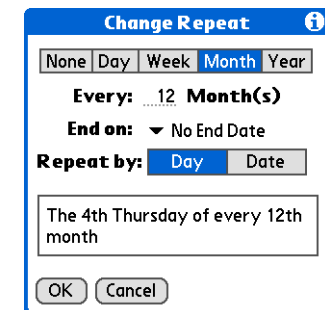 Change Repeat i
None Day Week Month Year
Every: 12 Month(s)
End on: No End Date
Repeat by: Day Date
The 4th Thursday of every 12th
month
OK Cancel